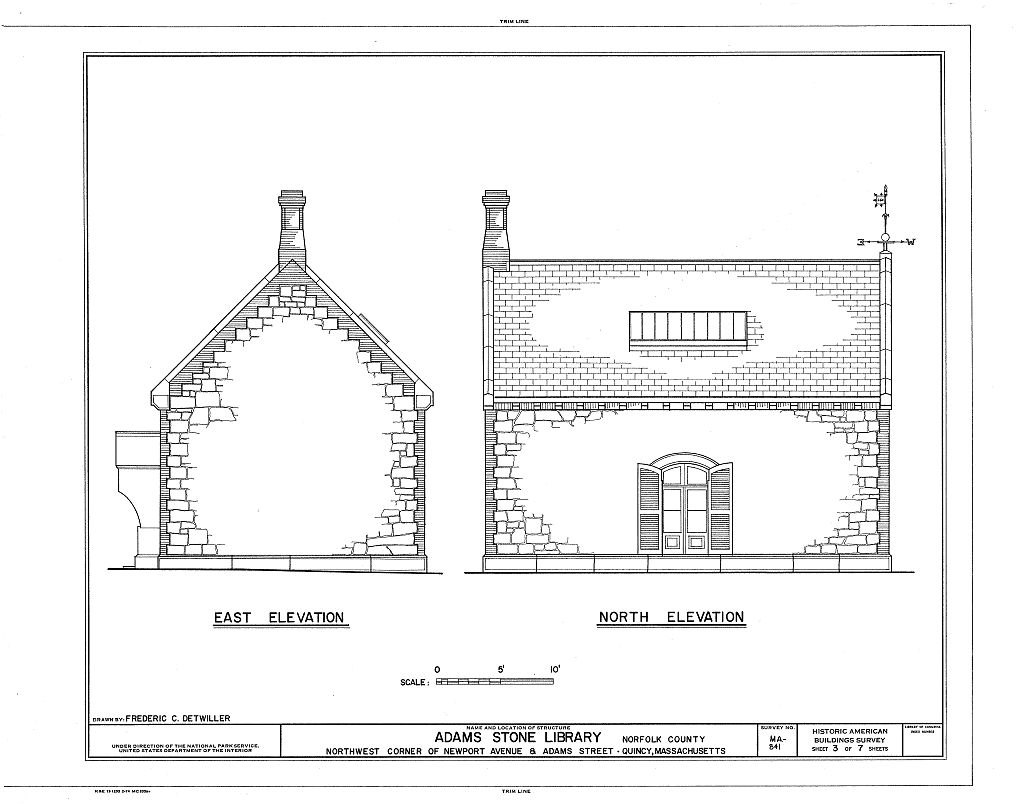 TRIM LINE
E W
EAST ELEVATION
NORTH ELEVATION
0 5' 10'
SCALE:
DRAWN BY: FREDERIC C. DETWILLER
UNDER DIRECTION OF THE NATIONAL PARK SERVICE,
UNITED STATES DEPARTMENT OF THE INTERIOR
NAME AND LOCATION OF STRUCTURE
ADAMS STONE LIBRARY NORFOLK COUNTY
NORTHWEST CORNER OF NEWPORT AVENUE & ADAMS STREET · QUINCY, MASSACHUSETTS
SURVEY NO.
MA-
841
HISTORIC AMERICAN
BUILDINGS SURVEY
SHEET 3 OF 7 SHEETS
LIBRARY OF CONGRESS
INDEX NUMBER
TRIM LINE